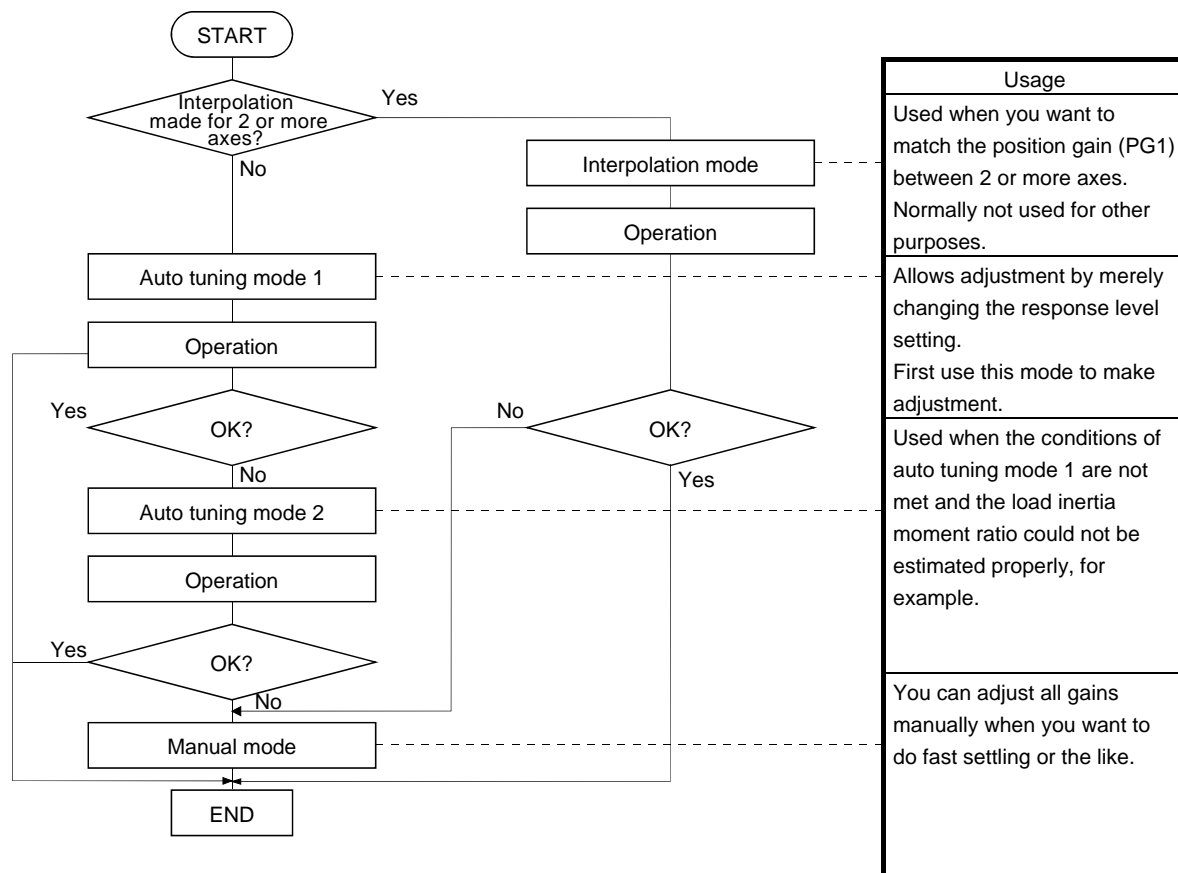 START
Interpolation
made for 2 or more
axes?
Yes
No
Interpolation mode
Operation
Auto tuning mode 1
Operation
Yes
OK?
No
No
OK?
Yes
Auto tuning mode 2
Operation
Yes
OK?
No
Manual mode
END
Usage
Used when you want to
match the position gain (PG1)
between 2 or more axes.
Normally not used for other
purposes.
Allows adjustment by merely
changing the response level
setting.
First use this mode to make
adjustment.
Used when the conditions of
auto tuning mode 1 are not
met and the load inertia
moment ratio could not be
estimated properly, for
example.
You can adjust all gains
manually when you want to
do fast settling or the like.